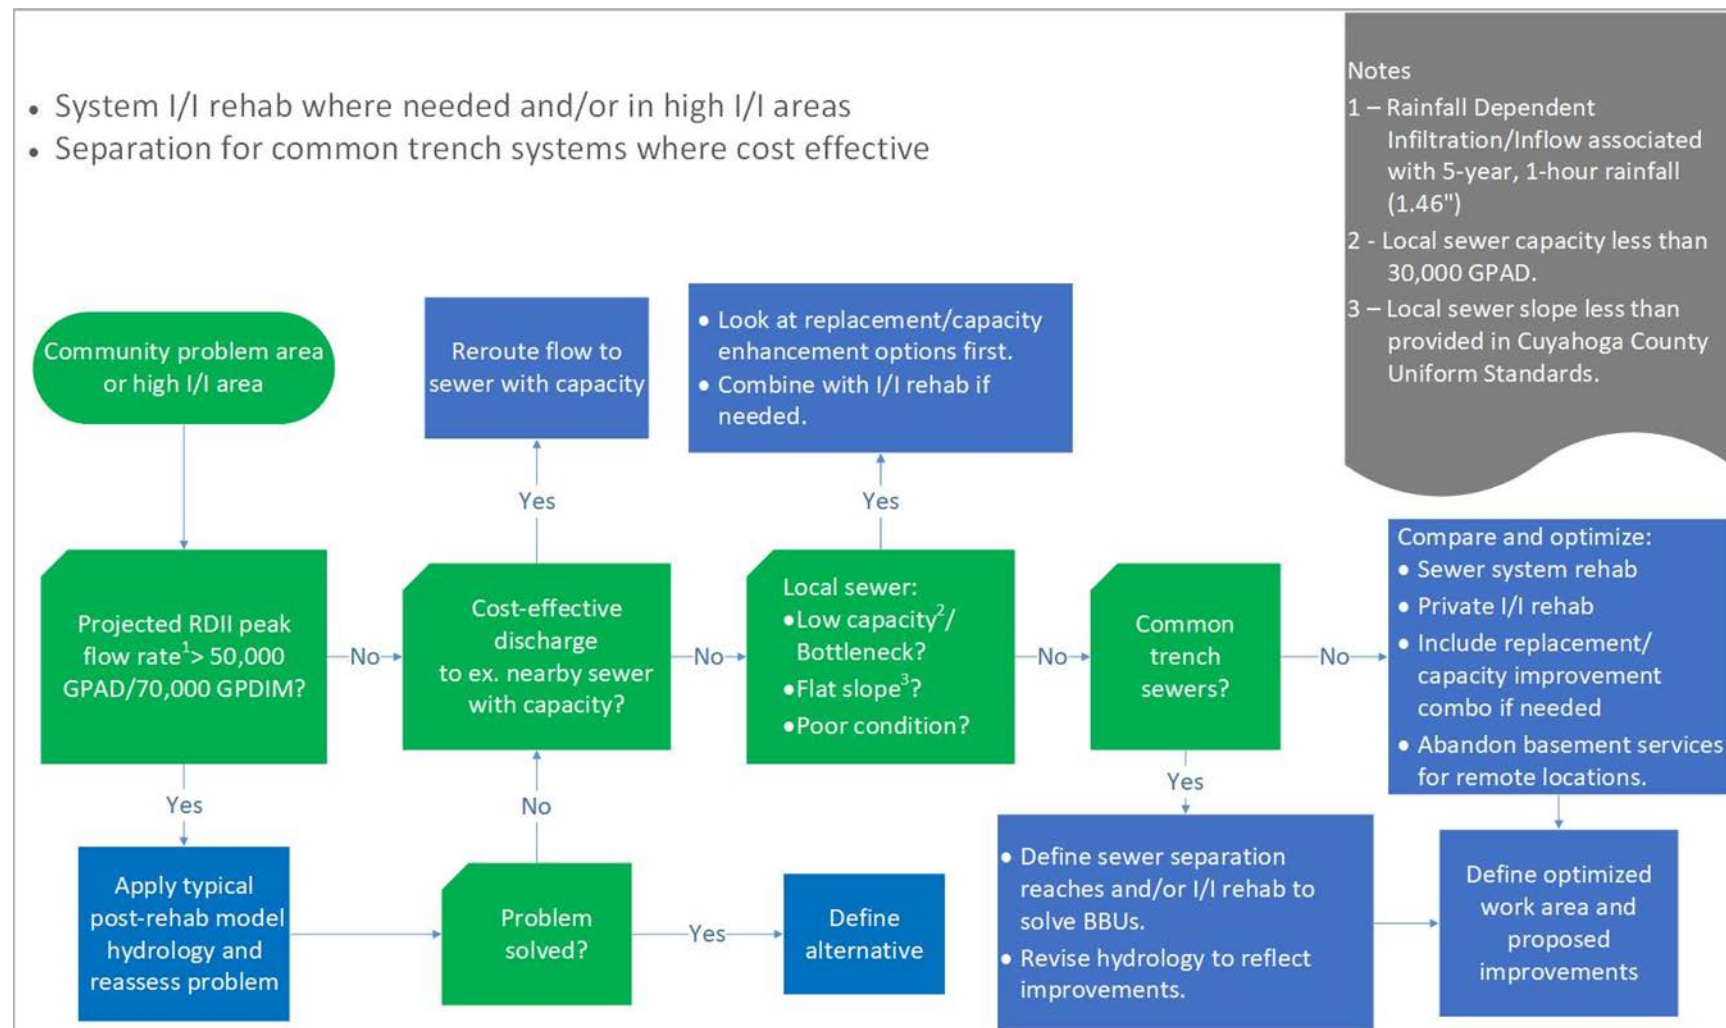 • System I/I rehab where needed and/or in high I/I areas
• Separation for common trench systems where cost effective
Notes
1 – Rainfall Dependent
Infiltration/Inflow associated
with 5-year, 1-hour rainfall
(1.46")
2 - Local sewer capacity less than
30,000 GPAD.
3 – Local sewer slope less than
provided in Cuyahoga County
Uniform Standards.
Community problem area
or high I/I area
Reroute flow to
sewer with capacity
• Look at replacement/capacity
enhancement options first.
• Combine with I/I rehab if
needed.
Yes
Yes
Projected RDII peak
flow rate¹> 50,000
GPAD/70,000 GPDIM?
No
Cost-effective
discharge
to ex. nearby sewer
with capacity?
No
Local sewer:
•Low capacity²/
Bottleneck?
•Flat slope³?
•Poor condition?
No
Common
trench
sewers?
No
Compare and optimize:
• Sewer system rehab
• Private I/I rehab
• Include replacement/
capacity improvement
combo if needed
• Abandon basement services
for remote locations.
Yes
No
Yes
Apply typical
post-rehab model
hydrology and
reassess problem
Problem
solved?
Yes
Define
alternative
• Define sewer separation
reaches and/or I/I rehab to
solve BBUs.
• Revise hydrology to reflect
improvements.
Define optimized
work area and
proposed
improvements